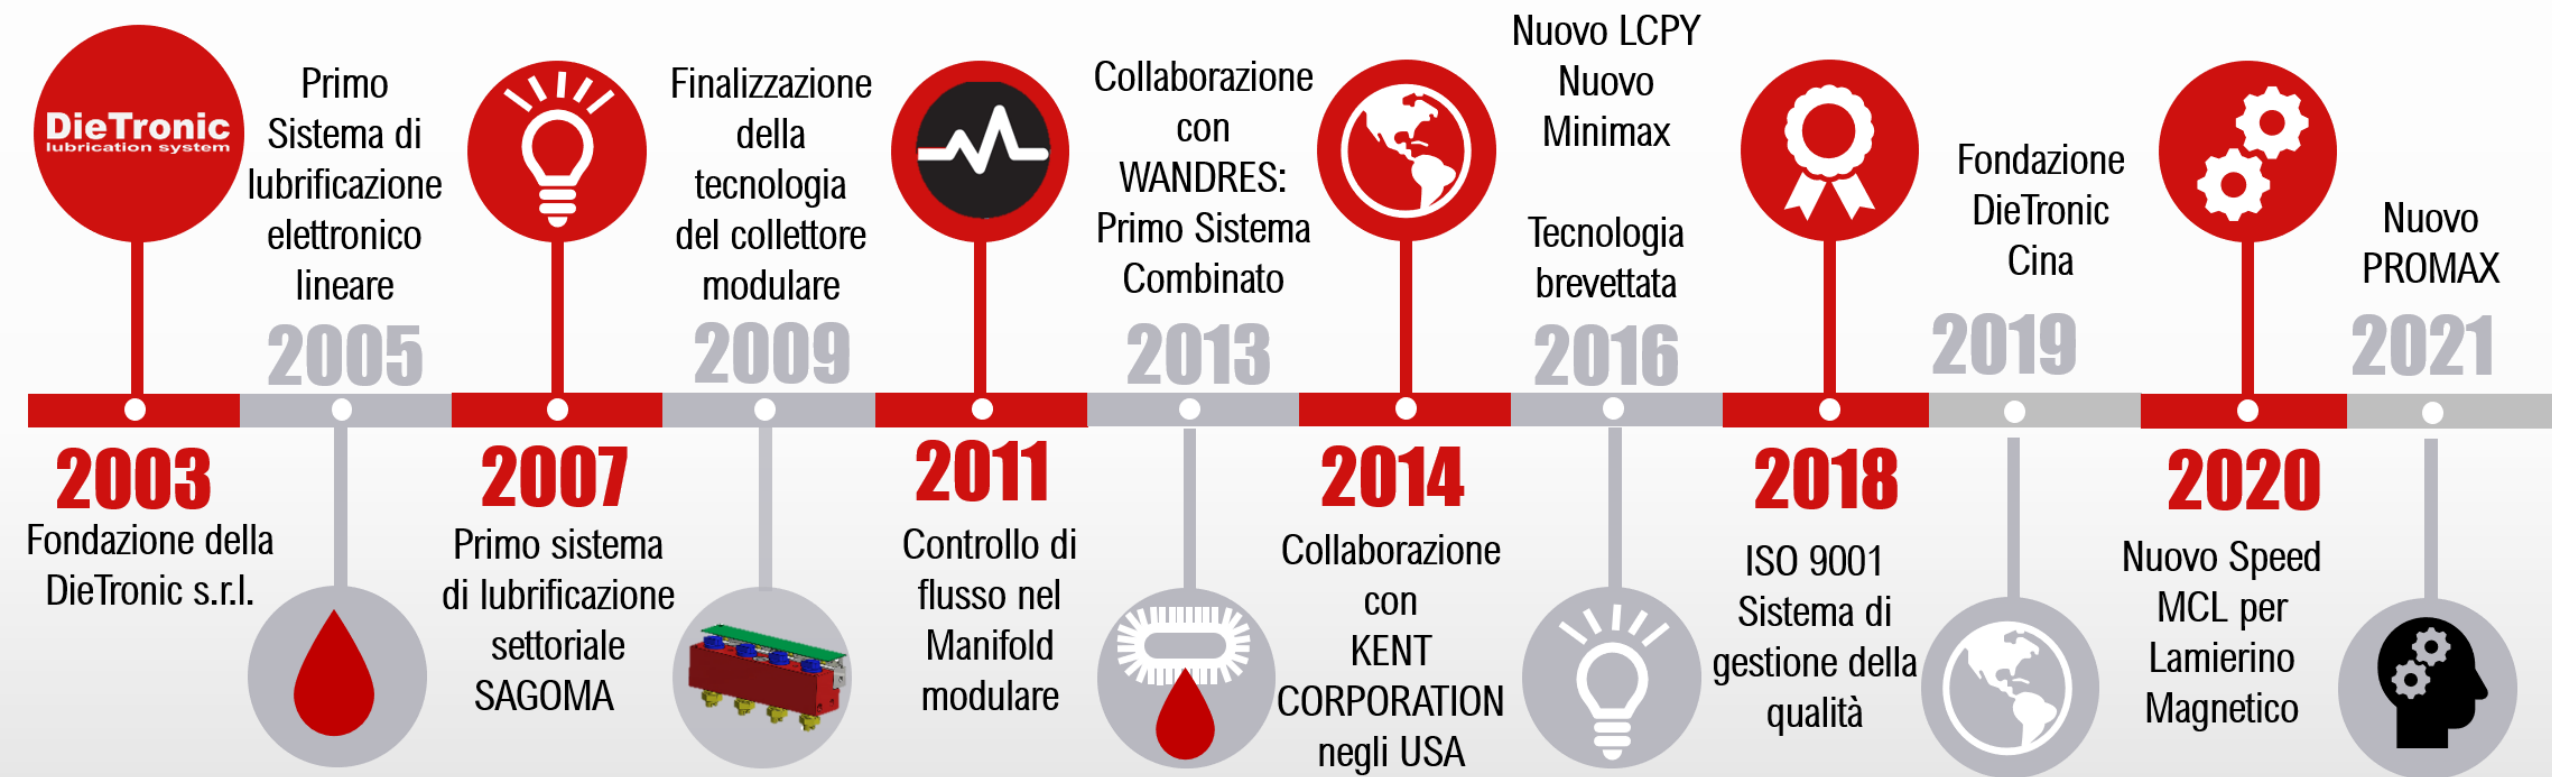 DieTronic
lubrication system
2003
Fondazione della
DieTronic s.r.l.
Primo
Sistema di
lubrificazione
elettronico
lineare
2005
2007
Primo sistema
di lubrificazione
settoriale
SAGOMA
Finalizzazione
della
tecnologia
del collettore
modulare
2009
2011
Controllo di
flusso nel
Manifold
modulare
Collaborazione
con
WANDRES:
Primo Sistema
Combinato
2013
2014
Collaborazione
con
KENT
CORPORATION
negli USA
Nuovo LCPY
Nuovo
Minimax
Tecnologia
brevettata
2016
2018
ISO 9001
Sistema di
gestione della
qualità
Fondazione
DieTronic
Cina
2019
2020
Nuovo Speed
MCL per
Lamierino
Magnetico
Nuovo
PROMAX
2021